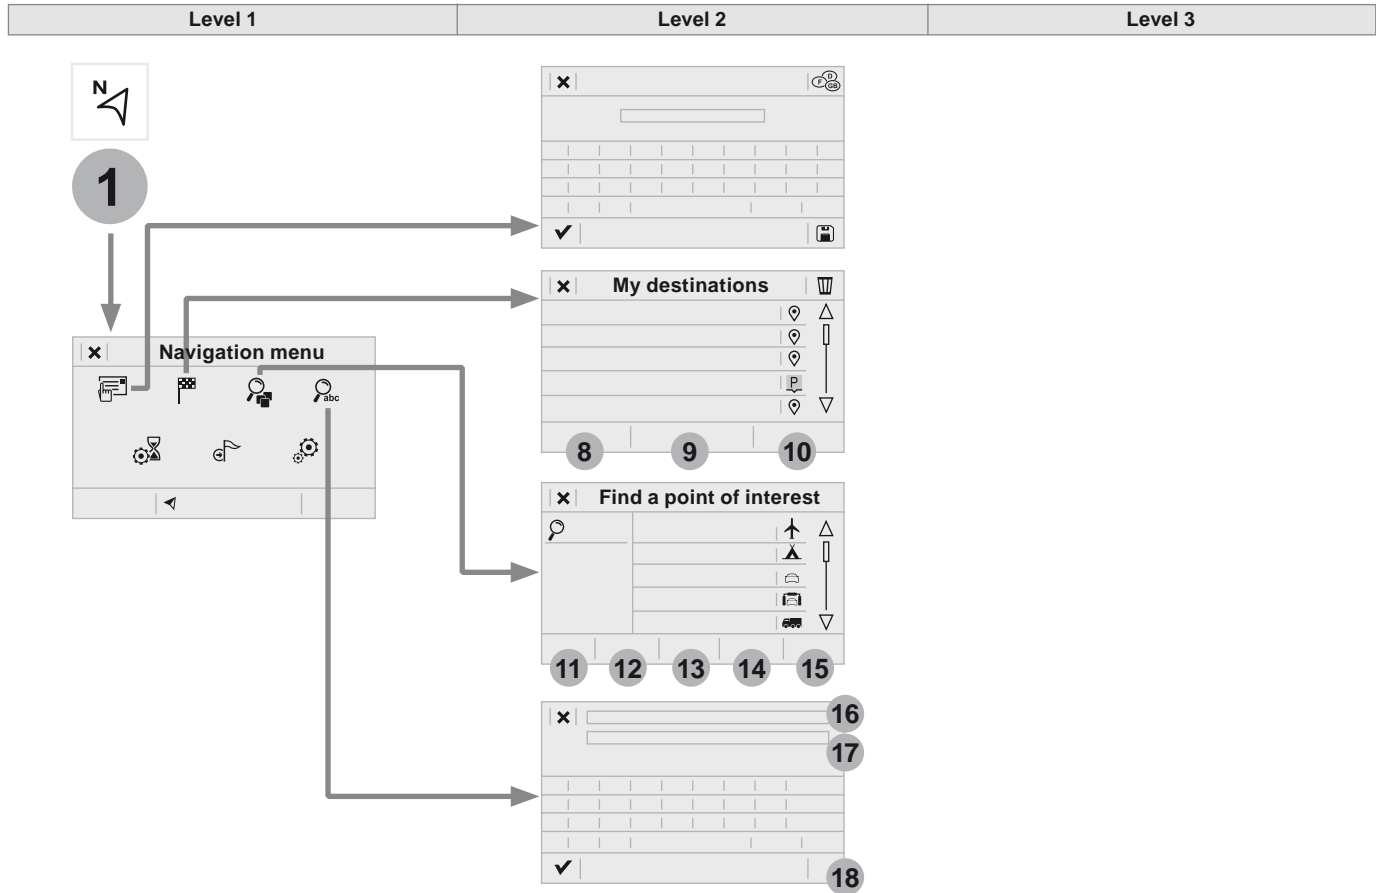 Level 1 Level 2 Level 3
N
1
F D GB
Navigation menu
abc
My destinations
P
8 9 10
Find a point of interest
11 12 13 14 15
16
17
18